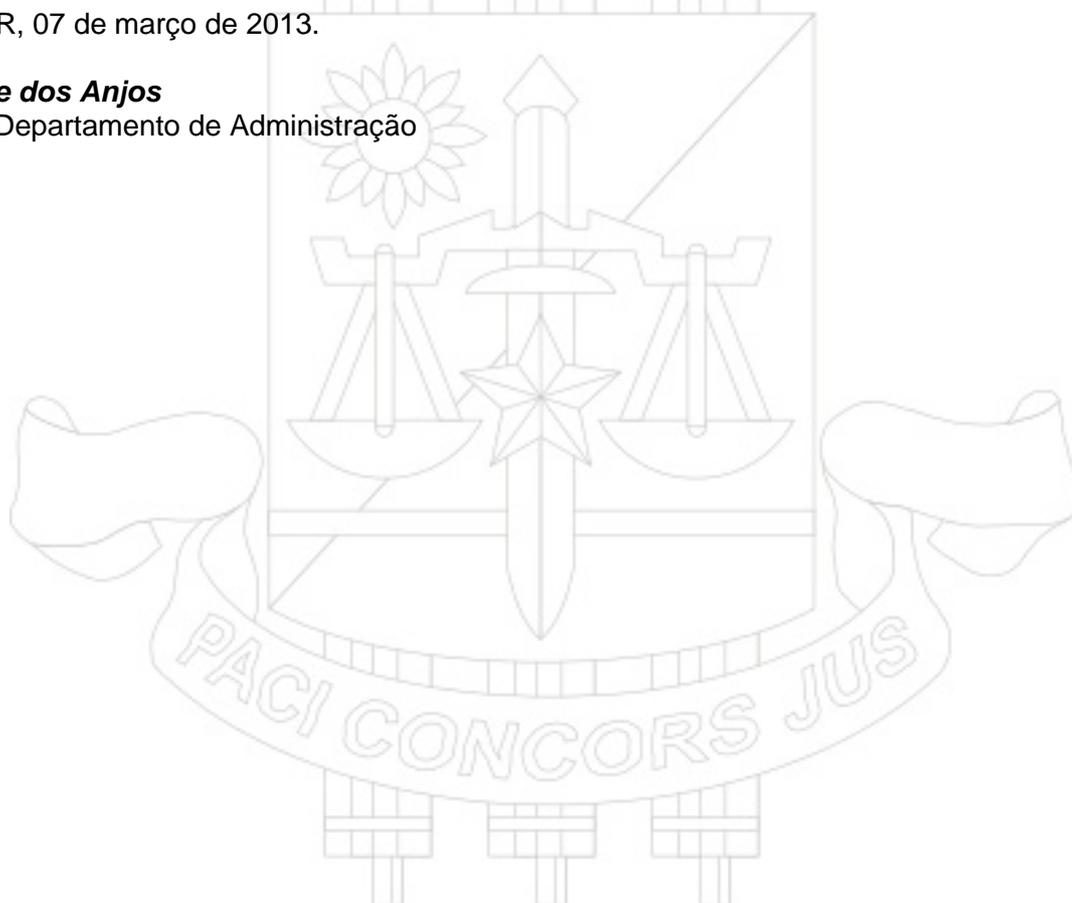 R, 07 de março de 2013.
e dos Anjos
Departamento de Administração
PACI CONCORS JUS